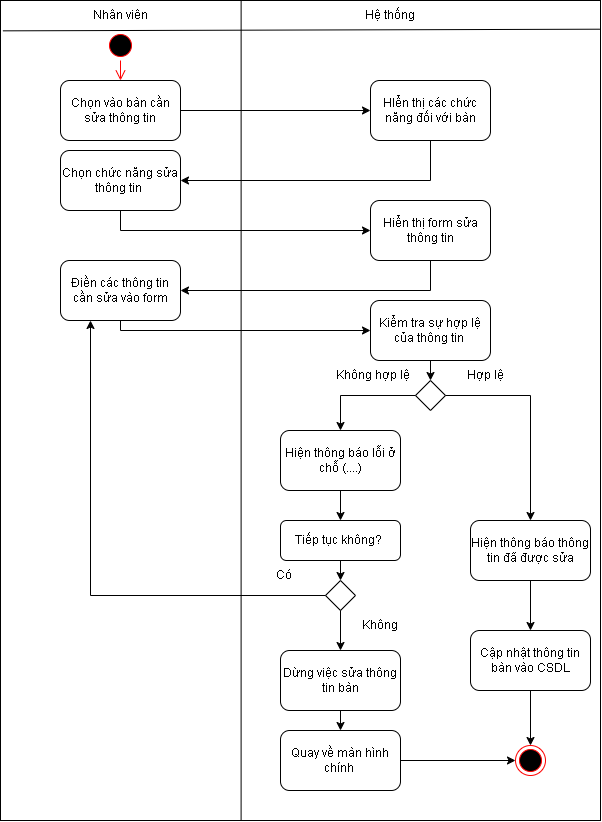 Nhân viên
Hệ thống
Chọn vào bàn cần
sửa thông tin
HIển thị các chức
năng đối với bàn
Chọn chức năng sửa
thông tin
Hiển thị form sửa
thông tin
Điền các thông tin
cần sửa vào form
Kiểm tra sự hợp lệ
của thông tin
Không hợp lệ
Hợp lệ
Hiện thông báo lỗi ở
chỗ (....)
Tiếp tục không?
Hiện thông báo thông
tin đã được sửa
Có
Không
Dừng việc sửa thông
tin bàn
Cập nhật thông tin
bàn vào CSDL
Quay về màn hình
chính